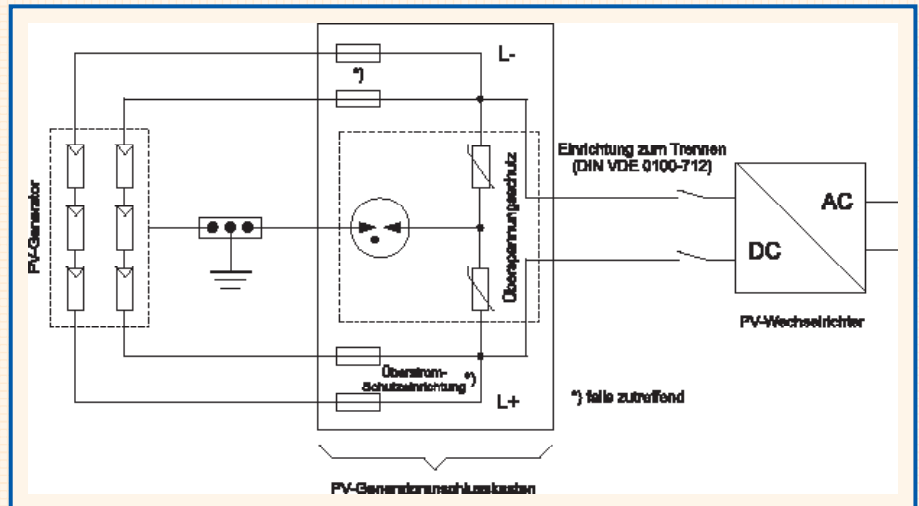 L-
*)
Einrichtung zum Trennen
(DIN VDE 0100-712)
PV-Generator
Überspannungsschutz
AC
DC
PV-Wechselrichter
Überstrom-
Schutzeinrichtung *)
L+
*) falls zutreffend
PV-Generatoranschlusskasten